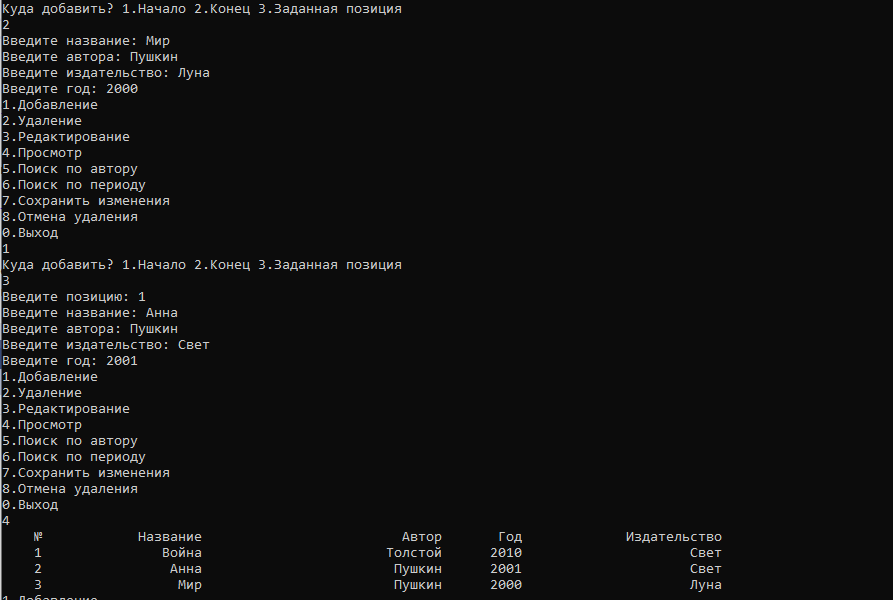 Куда добавить? 1.Начало 2.Конец 3.Заданная позиция
2
Введите название: Мир
Введите автора: Пушкин
Введите издательство: Луна
Введите год: 2000
1.Добавление
2.Удаление
3.Редактирование
4.Просмотр
5.Поиск по автору
6.Поиск по периоду
7.Сохранить изменения
8.Отмена удаления
0.Выход
1
Куда добавить? 1.Начало 2.Конец 3.Заданная позиция
3
Введите позицию: 1
Введите название: Анна
Введите автора: Пушкин
Введите издательство: Свет
Введите год: 2001
1.Добавление
2.Удаление
3.Редактирование
4.Просмотр
5.Поиск по автору
6.Поиск по периоду
7.Сохранить изменения
8.Отмена удаления
0.Выход
4
№ Название Автор Год Издательство
1 Война Толстой 2010 Свет
2 Анна Пушкин 2001 Свет
3 Мир Пушкин 2000 Луна
1.Добавление